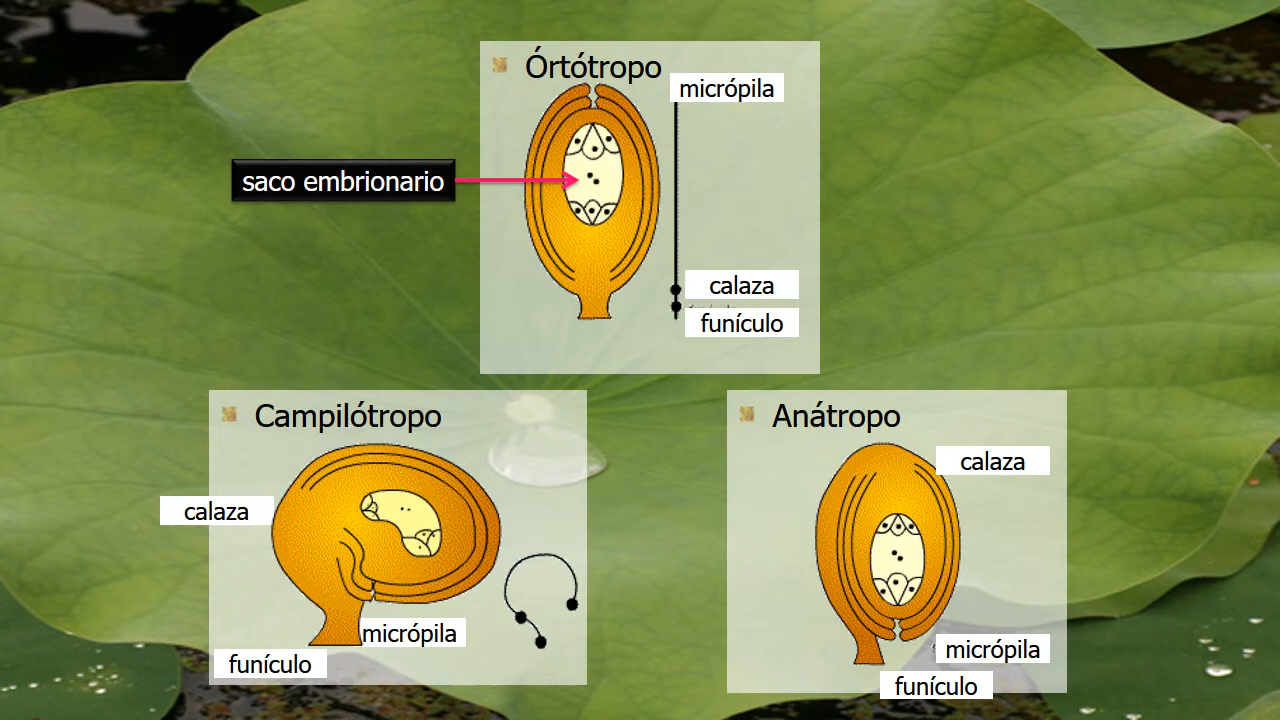 Órtótropo
micrópila
saco embrionario
calaza
funículo
Campilótropo
calaza
micrópila
funículo
Anátropo
calaza
micrópila
funículo